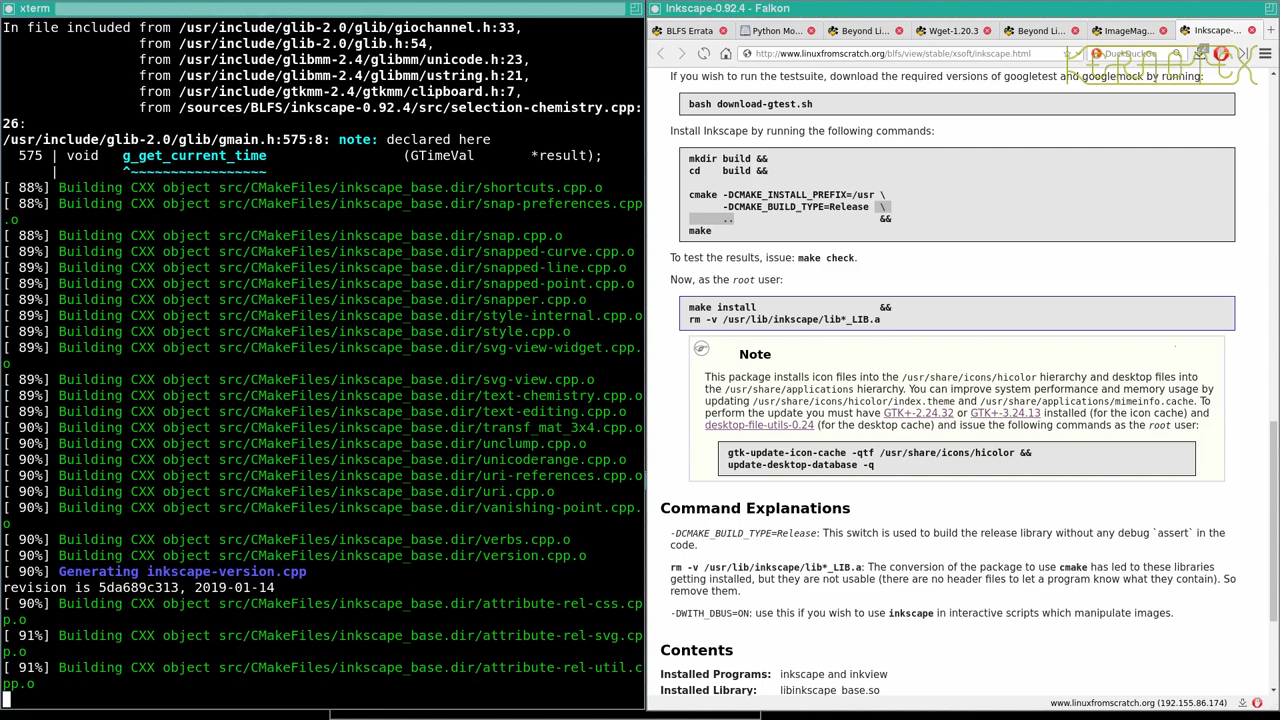 xterm
In file included from /usr/include/glib-2.0/glib/giochannel.h:33,
from /usr/include/glib-2.0/glib.h:54,
from /usr/include/glibmm-2.4/glibmm/unicode.h:23,
from /usr/include/glibmm-2.4/glibmm/ustring.h:21,
from /usr/include/gtkmm-2.4/gtkmm/clipboard.h:7,
from /sources/BLFS/inkscape-0.92.4/src/selection-chemistry.cpp:
26:
/usr/include/glib-2.0/glib/gmain.h:575:8: note: declared here
575 | void g_get_current_time (GTimeVal *result);
| ^~~~~~~~~~~~~~~~~~
[ 88%] Building CXX object src/CMakeFiles/inkscape_base.dir/shortcuts.cpp.o
[ 88%] Building CXX object src/CMakeFiles/inkscape_base.dir/snap-preferences.cpp
.o
[ 88%] Building CXX object src/CMakeFiles/inkscape_base.dir/snap.cpp.o
[ 89%] Building CXX object src/CMakeFiles/inkscape_base.dir/snapped-curve.cpp.o
[ 89%] Building CXX object src/CMakeFiles/inkscape_base.dir/snapped-line.cpp.o
[ 89%] Building CXX object src/CMakeFiles/inkscape_base.dir/snapped-point.cpp.o
[ 89%] Building CXX object src/CMakeFiles/inkscape_base.dir/snapper.cpp.o
[ 89%] Building CXX object src/CMakeFiles/inkscape_base.dir/style-internal.cpp.o
[ 89%] Building CXX object src/CMakeFiles/inkscape_base.dir/style.cpp.o
[ 89%] Building CXX object src/CMakeFiles/inkscape_base.dir/svg-view-widget.cpp.
o
[ 89%] Building CXX object src/CMakeFiles/inkscape_base.dir/svg-view.cpp.o
[ 89%] Building CXX object src/CMakeFiles/inkscape_base.dir/text-chemistry.cpp.o
[ 90%] Building CXX object src/CMakeFiles/inkscape_base.dir/text-editing.cpp.o
[ 90%] Building CXX object src/CMakeFiles/inkscape_base.dir/transf_mat_3x4.cpp.o
[ 90%] Building CXX object src/CMakeFiles/inkscape_base.dir/unclump.cpp.o
[ 90%] Building CXX object src/CMakeFiles/inkscape_base.dir/unicoderange.cpp.o
[ 90%] Building CXX object src/CMakeFiles/inkscape_base.dir/uri-references.cpp.o
[ 90%] Building CXX object src/CMakeFiles/inkscape_base.dir/uri.cpp.o
[ 90%] Building CXX object src/CMakeFiles/inkscape_base.dir/vanishing-point.cpp.
o
[ 90%] Building CXX object src/CMakeFiles/inkscape_base.dir/verbs.cpp.o
[ 90%] Building CXX object src/CMakeFiles/inkscape_base.dir/version.cpp.o
[ 90%] Generating inkscape-version.cpp
revision is 5da689c313, 2019-01-14
[ 90%] Building CXX object src/CMakeFiles/inkscape_base.dir/attribute-rel-css.cp
p.o
[ 91%] Building CXX object src/CMakeFiles/inkscape_base.dir/attribute-rel-svg.cp
p.o
[ 91%] Building CXX object src/CMakeFiles/inkscape_base.dir/attribute-rel-util.c
pp.o
Inkscape-0.92.4 - Falkon
BLFS Errata
Python Mo...
Beyond Li...
Wget-1.20.3
Beyond Li...
ImageMag...
Inkscape-...
http://www.linuxfromscratch.org/blfs/view/stable/xsoft/inkscape.html
DuckDuckGo
KERNOTEX
If you wish to run the testsuite, download the required versions of googletest and googlemock by running:
bash download-gtest.sh
Install Inkscape by running the following commands:
mkdir build &&
cd build &&
cmake -DCMAKE_INSTALL_PREFIX=/usr \
-DCMAKE_BUILD_TYPE=Release \
.. &&
make
To test the results, issue: make check.
Now, as the root user:
make install &&
rm -v /usr/lib/inkscape/lib*_LIB.a
Note
This package installs icon files into the /usr/share/icons/hicolor hierarchy and desktop files into
the /usr/share/applications hierarchy. You can improve system performance and memory usage by
updating /usr/share/icons/hicolor/index.theme and /usr/share/applications/mimeinfo.cache. To
perform the update you must have GTK+-2.24.32 or GTK+-3.24.13 installed (for the icon cache) and
desktop-file-utils-0.24 (for the desktop cache) and issue the following commands as the root user:
gtk-update-icon-cache -qtf /usr/share/icons/hicolor &&
update-desktop-database -q
Command Explanations
-DCMAKE_BUILD_TYPE=Release: This switch is used to build the release library without any debug `assert` in the
code.
rm -v /usr/lib/inkscape/lib*_LIB.a: The conversion of the package to use cmake has led to these libraries
getting installed, but they are not usable (there are no header files to let a program know what they contain). So
remove them.
-DWITH_DBUS=ON: use this if you wish to use inkscape in interactive scripts which manipulate images.
Contents
Installed Programs: inkscape and inkview
Installed Library: libinkscape_base.so
www.linuxfromscratch.org (192.155.86.174)